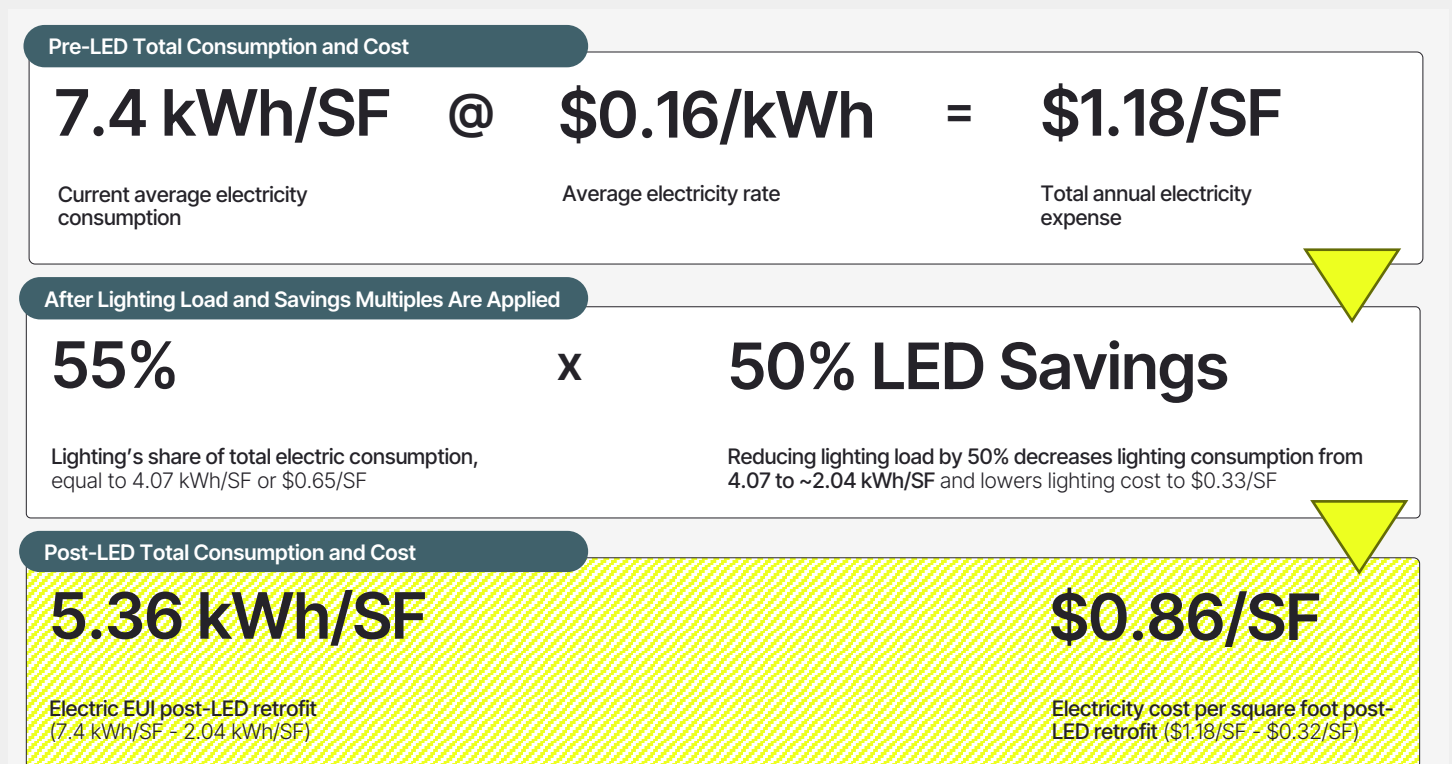 Pre-LED Total Consumption and Cost
7.4 kWh/SF @ $0.16/kWh = $1.18/SF
Current average electricity
consumption
Average electricity rate
Total annual electricity
expense
After Lighting Load and Savings Multiples Are Applied
55% x 50% LED Savings
Lighting’s share of total electric consumption,
equal to 4.07 kWh/SF or $0.65/SF
Reducing lighting load by 50% decreases lighting consumption from
4.07 to ~2.04 kWh/SF and lowers lighting cost to $0.33/SF
Post-LED Total Consumption and Cost
5.36 kWh/SF
$0.86/SF
Electric EUI post-LED retrofit
(7.4 kWh/SF - 2.04 kWh/SF)
Electricity cost per square foot post-
LED retrofit ($1.18/SF - $0.32/SF)